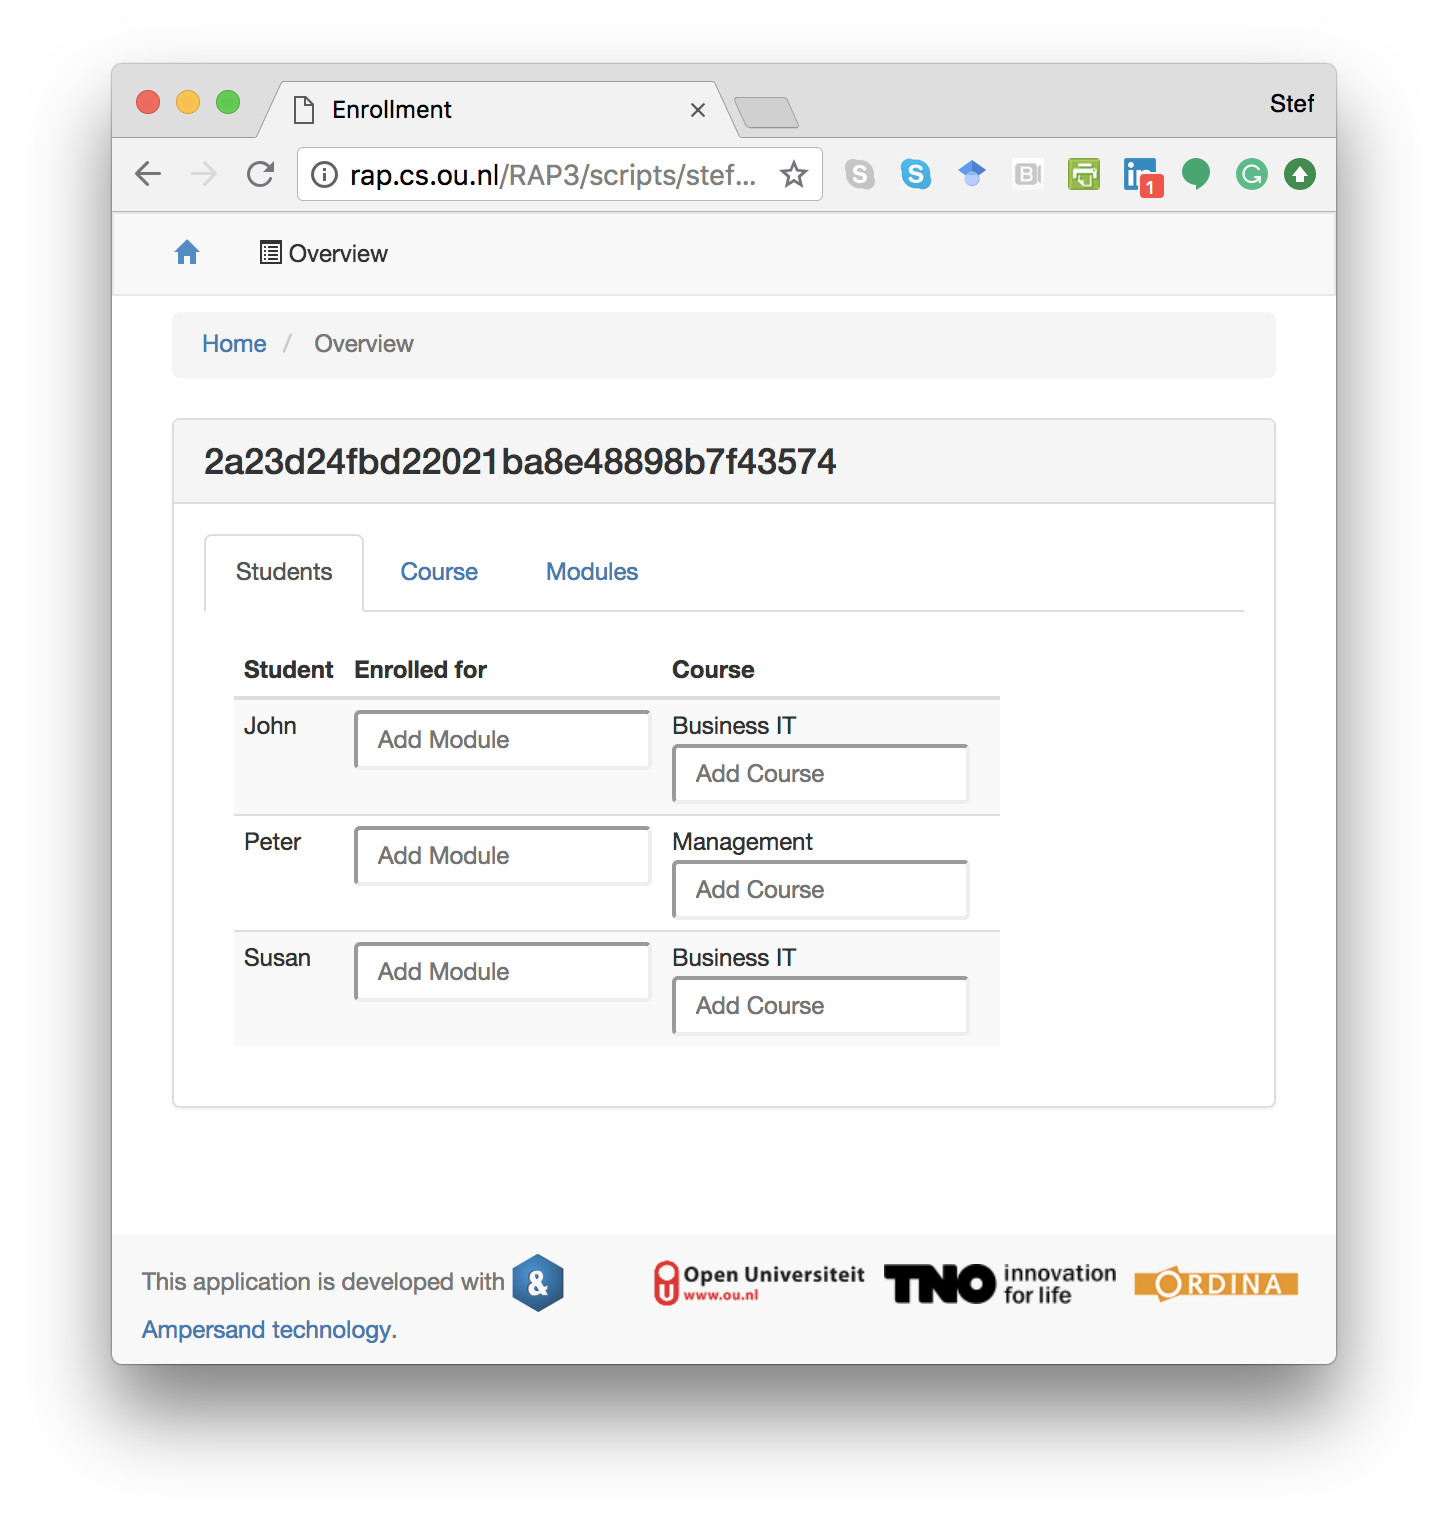 Enrollment
Stef
rap.cs.ou.nl/RAP3/scripts/stef...
1
Overview
Home / Overview
2a23d24fbd22021ba8e48898b7f43574
Students Course Modules
Student Enrolled for Course
John Add Module Business IT
Add Course
Peter Add Module Management
Add Course
Susan Add Module Business IT
Add Course
This application is developed with &
Ampersand technology.
Open Universiteit
www.ou.nl
TNO innovation
for life
ORDINA